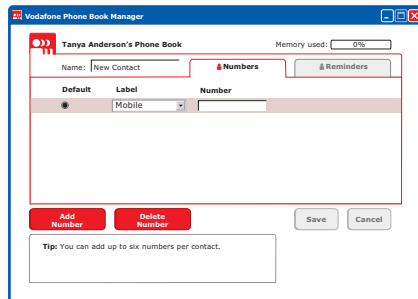 Vodafone Phone Book Manager
Tanya Anderson's Phone Book
Memory used: 0%
Name: New Contact
Numbers
Reminders
Default Label Number
Mobile
Add Number
Delete Number
Save
Cancel
Tip: You can add up to six numbers per contact.